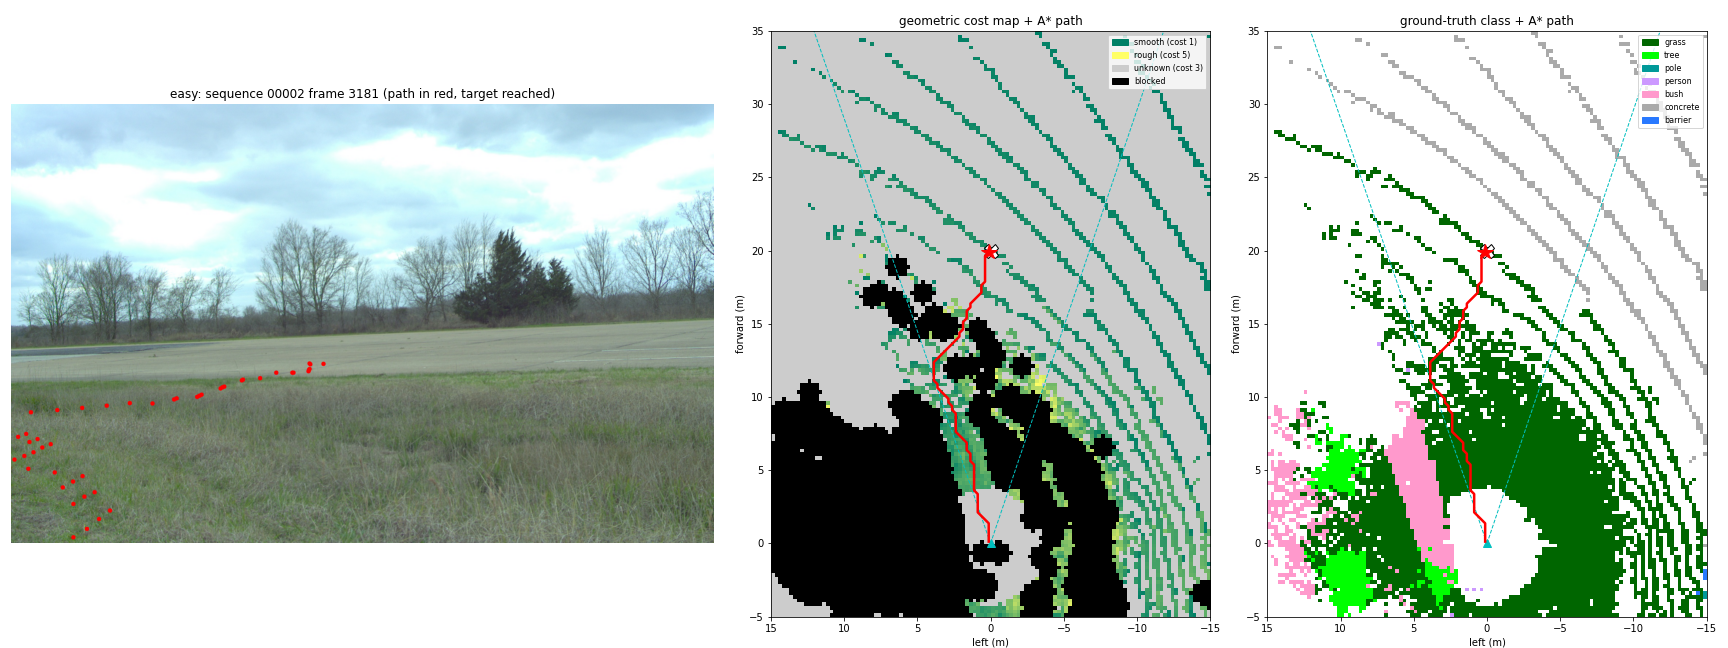 easy: sequence 00002 frame 3181 (path in red, target reached)
geometric cost map + A* path
smooth (cost 1)
rough (cost 5)
unknown (cost 3)
blocked
35
30
25
20
15
10
5
0
−5
forward (m)
15
10
5
0
−5
−10
−15
left (m)
ground-truth class + A* path
grass
tree
pole
person
bush
concrete
barrier
35
30
25
20
15
10
5
0
−5
forward (m)
15
10
5
0
−5
−10
−15
left (m)